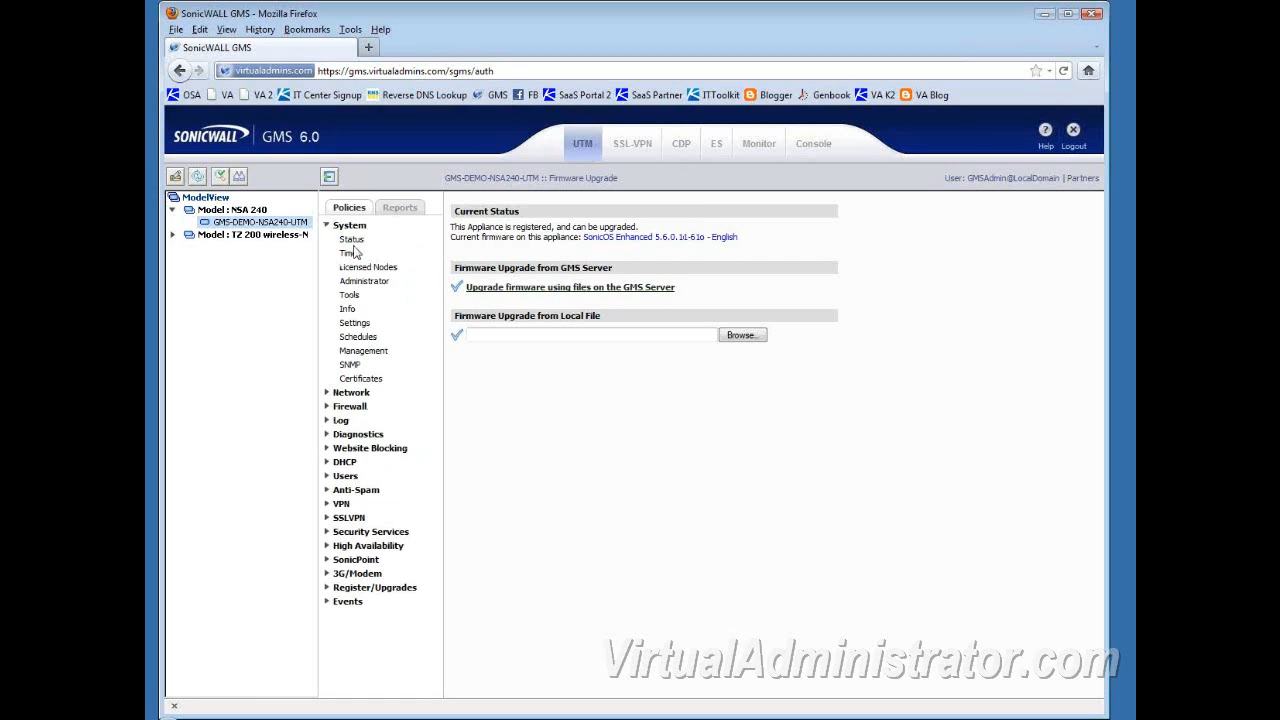 SonicWALL GMS - Mozilla Firefox
File Edit View History Bookmarks Tools Help
SonicWALL GMS
virtualadmins.com https://gms.virtualadmins.com/sgms/auth
OSA VA VA 2 IT Center Signup Reverse DNS Lookup GMS FB SaaS Portal 2 SaaS Partner ITToolkit Blogger Genbook VA K2 VA Blog
SONICWALL GMS 6.0
UTM SSL-VPN CDP ES Monitor Console
Help Logout
GMS-DEMO-NSA240-UTM :: Firmware Upgrade
User: GMSAdmin@LocalDomain | Partners
ModelView
Model : NSA 240
GMS-DEMO-NSA240-UTM
Model : TZ 200 wireless-N
Policies Reports
System
Status
Time
Licensed Nodes
Administrator
Tools
Info
Settings
Schedules
Management
SNMP
Certificates
Network
Firewall
Log
Diagnostics
Website Blocking
DHCP
Users
Anti-Spam
VPN
SSLVPN
Security Services
High Availability
SonicPoint
3G/Modem
Register/Upgrades
Events
Current Status
This Appliance is registered, and can be upgraded.
Current firmware on this appliance: SonicOS Enhanced 5.6.0.11-61o - English
Firmware Upgrade from GMS Server
Upgrade firmware using files on the GMS Server
Firmware Upgrade from Local File
Browse...
VirtualAdministrator.com